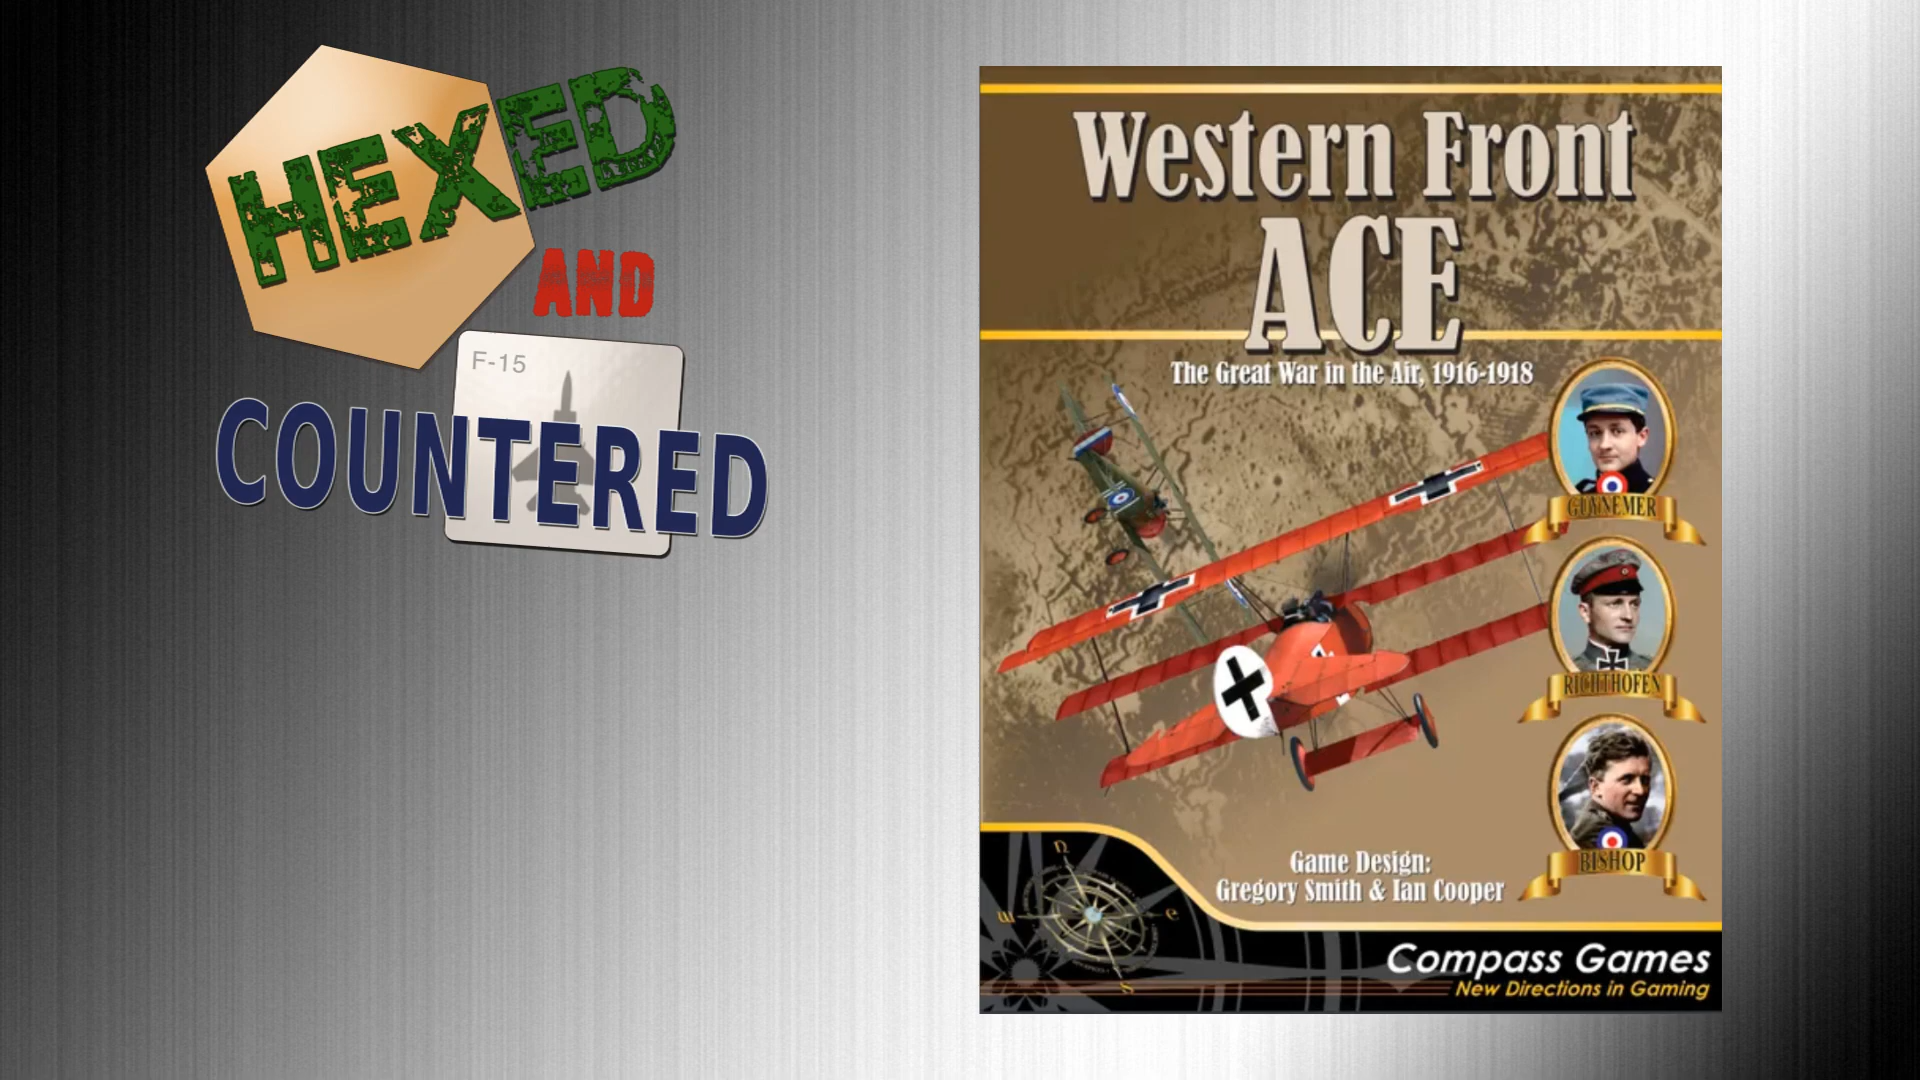 HEXED
AND
F-15
COUNTERED
Western Front
ACE
The Great War in the Air, 1916-1918
GUYNEMER
RICHTHOFEN
BISHOP
Game Design:
Gregory Smith & Ian Cooper
n
w
e
s
Compass Games
New Directions in Gaming